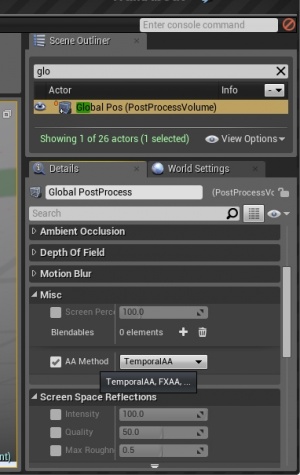 Enter console command
Scene Outliner
glo
Actor Info
Global Pos (PostProcessVolume)
Showing 1 of 26 actors (1 selected) View Options
Details World Settings
Global PostProcess (PostProcessVc
Search
Ambient Occlusion
Depth Of Field
Motion Blur
Misc
Screen Perc 100.0
Blendables 0 elements
AA Method TemporalAA
TemporalAA, FXAA, ...
Screen Space Reflections
Intensity 100.0
Quality 50.0
Max Roughn 0.5